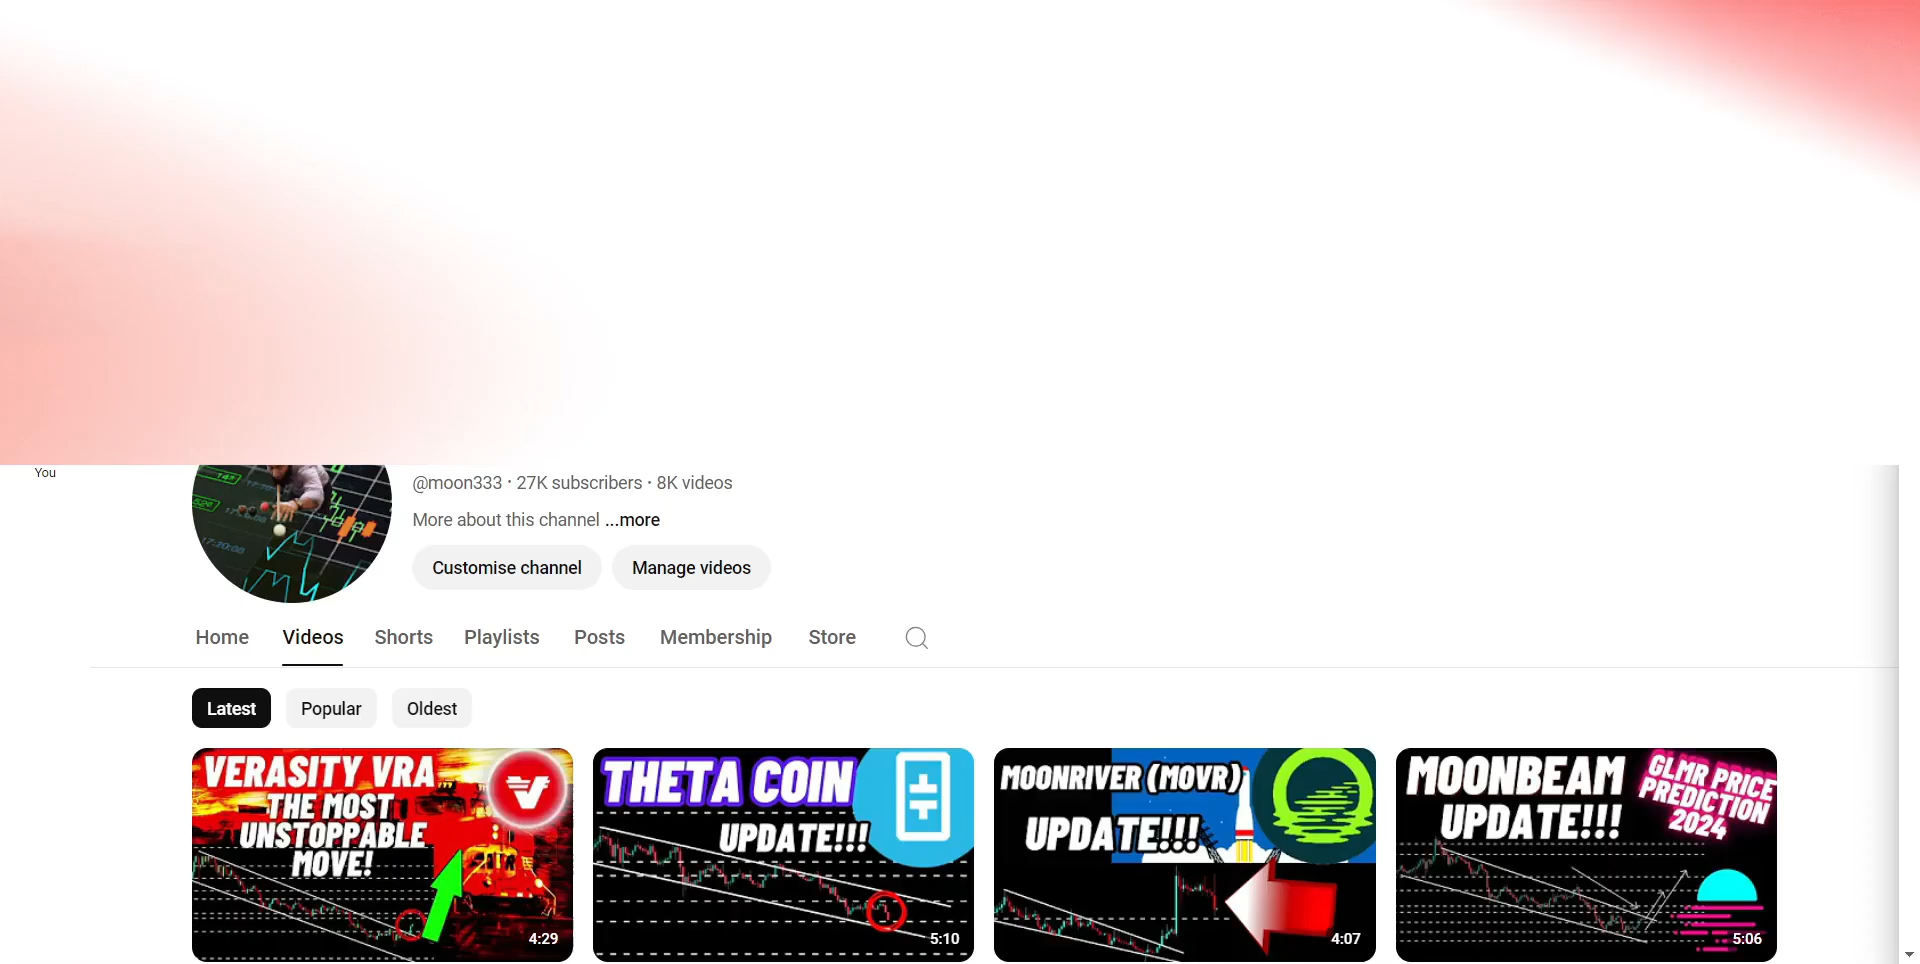 You
@moon333 · 27K subscribers · 8K videos
More about this channel ...more
Customise channel
Manage videos
Home
Videos
Shorts
Playlists
Posts
Membership
Store
Latest
Popular
Oldest
VERASITY VRA
THE MOST
UNSTOPPABLE
MOVE!
4:29
THETA COIN
UPDATE!!!
5:10
MOONRIVER (MOVR)
UPDATE!!!
4:07
MOONBEAM
UPDATE!!!
GLMR PRICE
PREDICTION
2024
5:06